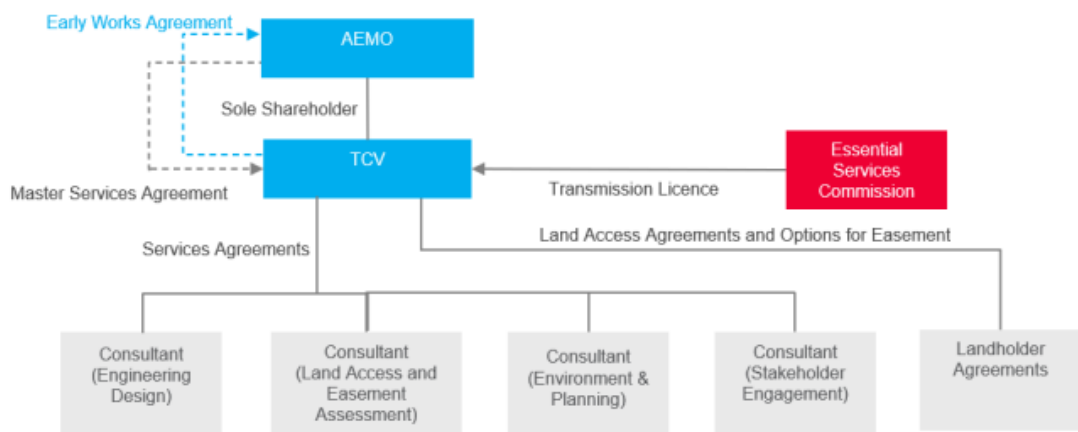 Early Works Agreement
AEMO
Sole Shareholder
TCV
Essential
Services
Commission
Master Services Agreement
Transmission Licence
Services Agreements
Land Access Agreements and Options for Easement
Consultant
(Engineering
Design)
Consultant
(Land Access and
Easement
Assessment)
Consultant
(Environment &
Planning)
Consultant
(Stakeholder
Engagement)
Landholder
Agreements